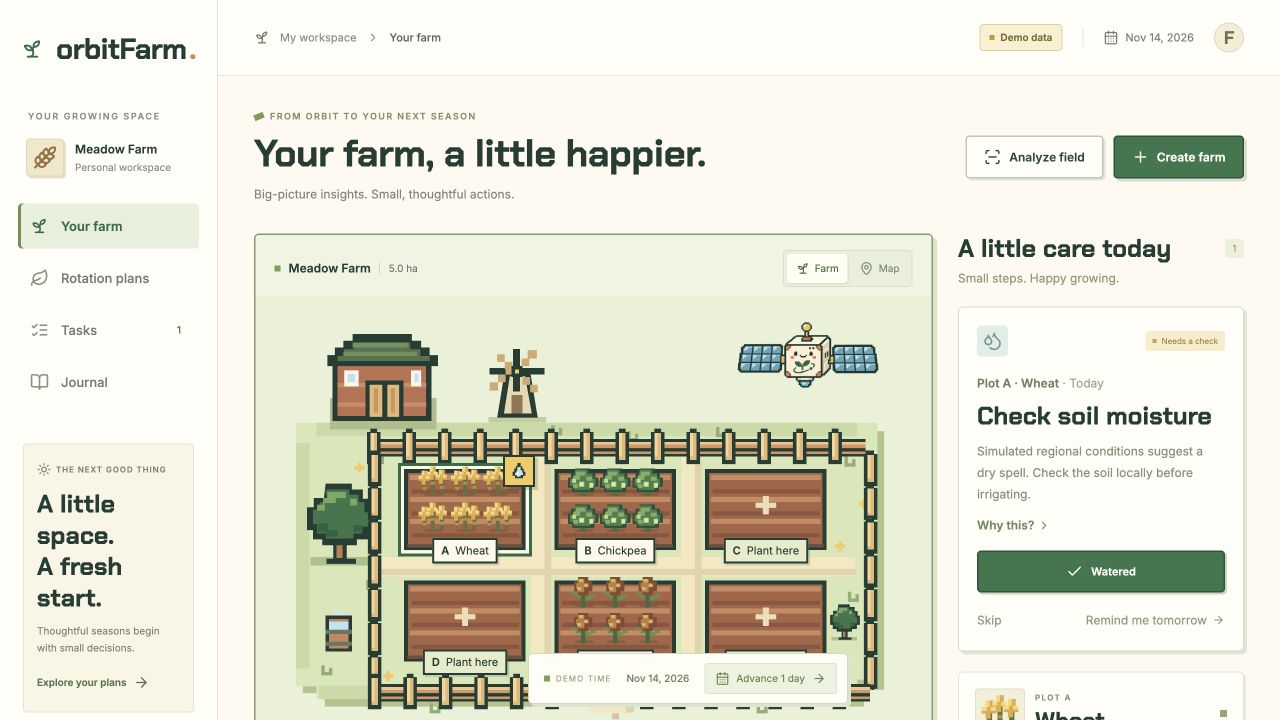 orbitFarm.
YOUR GROWING SPACE
Meadow Farm
Personal workspace
Your farm
Rotation plans
Tasks 1
Journal
THE NEXT GOOD THING
A little
space.
A fresh
start.
Thoughtful seasons begin
with small decisions.
Explore your plans
My workspace > Your farm
Demo data
Nov 14, 2026
F
FROM ORBIT TO YOUR NEXT SEASON
Your farm, a little happier.
Big-picture insights. Small, thoughtful actions.
Analyze field
Create farm
Meadow Farm 5.0 ha
Farm
Map
A Wheat
B Chickpea
C Plant here
D Plant here
DEMO TIME Nov 14, 2026 Advance 1 day
A little care today 1
Small steps. Happy growing.
Needs a check
Plot A · Wheat · Today
Check soil moisture
Simulated regional conditions suggest a
dry spell. Check the soil locally before
irrigating.
Why this?
Watered
Skip
Remind me tomorrow
PLOT A
Wheat